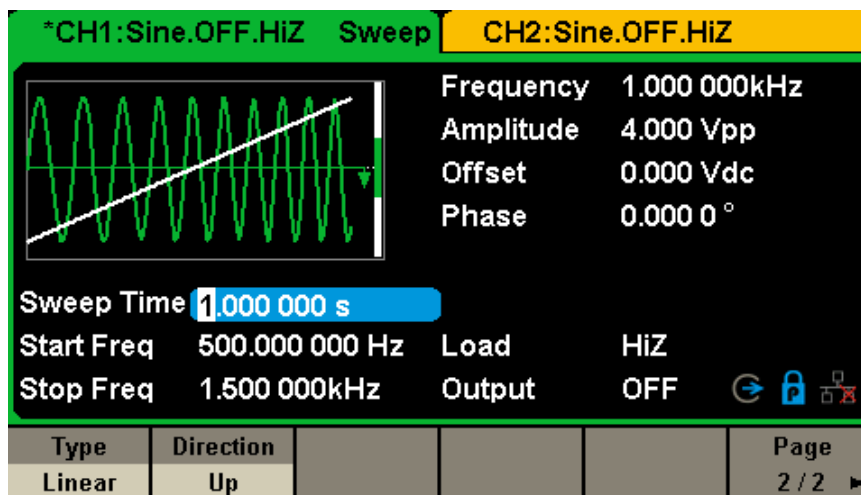 *CH1:Sine.OFF.HiZ Sweep CH2:Sine.OFF.HiZ
Frequency 1.000 000kHz
Amplitude 4.000 Vpp
Offset 0.000 Vdc
Phase 0.000 0 °
Sweep Time 1.000 000 s
Start Freq 500.000 000 Hz Load HiZ
Stop Freq 1.500 000kHz Output OFF P
Type Direction Page
Linear Up 2 / 2